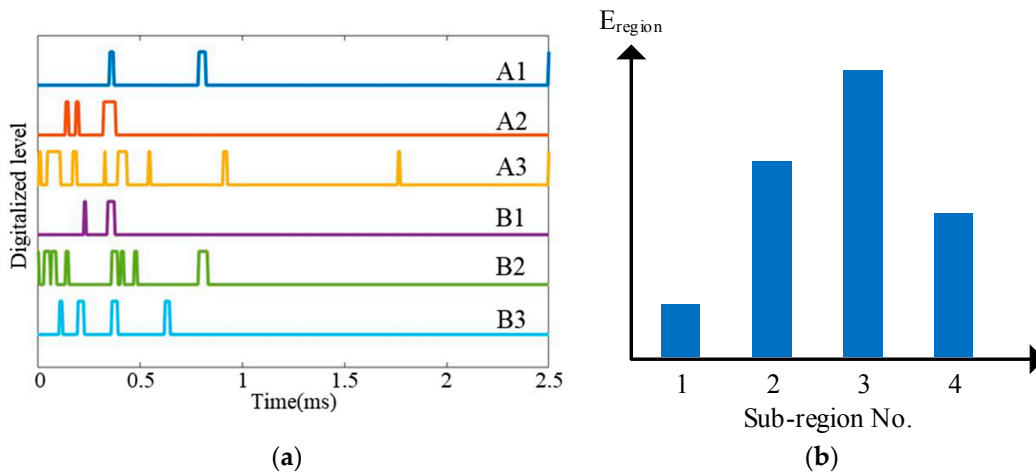 Digitalized level
A1
A2
A3
B1
B2
B3
0 0.5 1 1.5 2 2.5
Time(ms)
(a)
E region
1 2 3 4
Sub-region No.
(b)